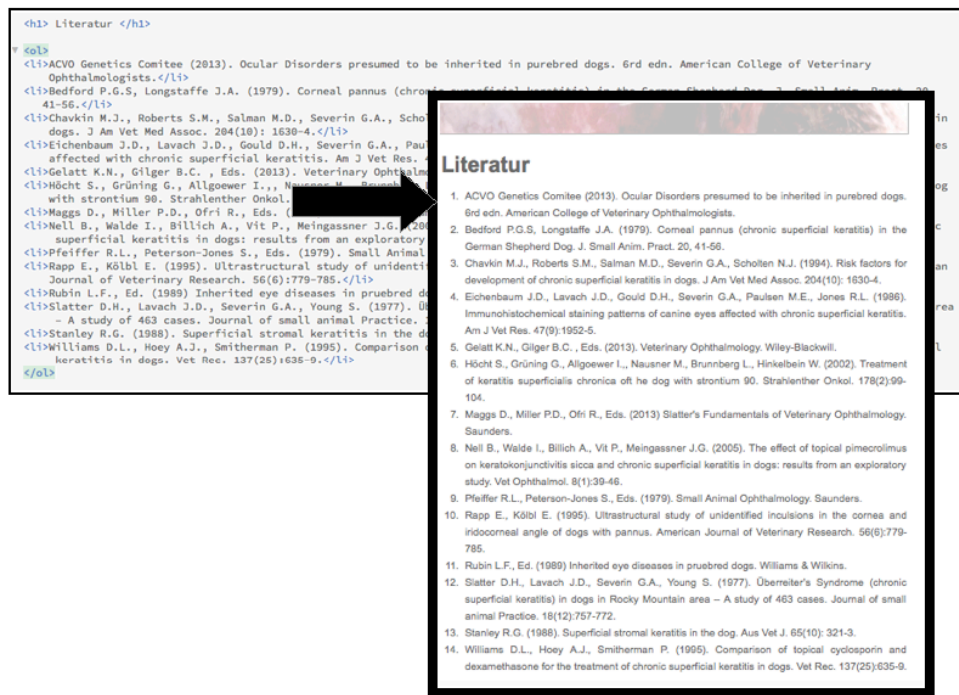 <h1> Literatur </h1>
<ol>
<li>ACVO Genetics Comitee (2013). Ocular Disorders presumed to be inherited in purebred dogs. 6rd edn. American College of Veterinary
Ophthalmologists.</li>
<li>Bedford P.G.S, Longstaffe J.A. (1979). Corneal pannus (chronic superficial keratitis) in the German Shepherd Dog. J. Small Anim. Pract. 20,
41-56.</li>
<li>Chavkin M.J., Roberts S.M., Salman M.D., Severin G.A., in
dogs. J Am Vet Med Assoc. 204(10): 1630-4.</li>
<li>Eichenbaum J.D., Lavach J.D., Gould D.H., Severin G.A.,
affected with chronic superficial keratitis. Am J Vet Res.
<li>Gelatt K.N., Gilger B.C. , Eds. (2013). Veterinary
<li>Höcht S., Grüning G., Allgoewer I.,, Nausner M., Brunnberg
with strontium 90. Strahlenther Onkol.
<li>Maggs D., Miller P.D., Ofri R., Eds.
<li>Nell B., Walde I., Billich A., Vit P., Meingassner J.G.
superficial keratitis in dogs: results from an exploratory
<li>Pfeiffer R.L., Peterson-Jones S., Eds. (1979). Small Animal
<li>Rapp E., Kölbl E. (1995). Ultrastructural study of
Journal of Veterinary Research. 56(6):779-785.</li>
<li>Rubin L.F., Ed. (1989) Inherited eye diseases in pruebred
<li>Slatter D.H., Lavach J.D., Severin G.A., Young S. (1977). area
– A study of 463 cases. Journal of small animal Practice.
<li>Stanley R.G. (1988). Superficial stromal keratitis in the
<li>Williams D.L., Hoey A.J., Smitherman P. (1995). Comparison
keratitis in dogs. Vet Rec. 137(25):635-9.</li>
</ol>
Literatur
1. ACVO Genetics Comitee (2013). Ocular Disorders presumed to be inherited in purebred dogs.
6rd edn. American College of Veterinary Ophthalmologists.
2. Bedford P.G.S, Longstaffe J.A. (1979). Corneal pannus (chronic superficial keratitis) in the
German Shepherd Dog. J. Small Anim. Pract. 20, 41-56.
3. Chavkin M.J., Roberts S.M., Salman M.D., Severin G.A., Scholten N.J. (1994). Risk factors for
development of chronic superficial keratitis in dogs. J Am Vet Med Assoc. 204(10): 1630-4.
4. Eichenbaum J.D., Lavach J.D., Gould D.H., Severin G.A., Paulsen M.E., Jones R.L. (1986).
Immunohistochemical staining patterns of canine eyes affected with chronic superficial keratitis.
Am J Vet Res. 47(9):1952-5.
5. Gelatt K.N., Gilger B.C. , Eds. (2013). Veterinary Ophthalmology. Wiley-Blackwill.
6. Höcht S., Grüning G., Allgoewer I.,, Nausner M., Brunnberg L., Hinkelbein W. (2002). Treatment
of keratitis superficialis chronica oft he dog with strontium 90. Strahlenther Onkol. 178(2):99-
104.
7. Maggs D., Miller P.D., Ofri R., Eds. (2013) Slatter's Fundamentals of Veterinary Ophthalmology.
Saunders.
8. Nell B., Walde I., Billich A., Vit P., Meingassner J.G. (2005). The effect of topical pimecrolimus
on keratokonjunctivitis sicca and chronic superficial keratitis in dogs: results from an exploratory
study. Vet Ophthalmol. 8(1):39-46.
9. Pfeiffer R.L., Peterson-Jones S., Eds. (1979). Small Animal Ophthalmology. Saunders.
10. Rapp E., Kölbl E. (1995). Ultrastructural study of unidentified inculsions in the cornea and
iridocorneal angle of dogs with pannus. American Journal of Veterinary Research. 56(6):779-
785.
11. Rubin L.F., Ed. (1989) Inherited eye diseases in pruebred dogs. Williams & Wilkins.
12. Slatter D.H., Lavach J.D., Severin G.A., Young S. (1977). Überreiter's Syndrome (chronic
superficial keratitis) in dogs in Rocky Mountain area – A study of 463 cases. Journal of small
animal Practice. 18(12):757-772.
13. Stanley R.G. (1988). Superficial stromal keratitis in the dog. Aus Vet J. 65(10): 321-3.
14. Williams D.L., Hoey A.J., Smitherman P. (1995). Comparison of topical cyclosporin and
dexamethasone for the treatment of chronic superficial keratitis in dogs. Vet Rec. 137(25):635-9.